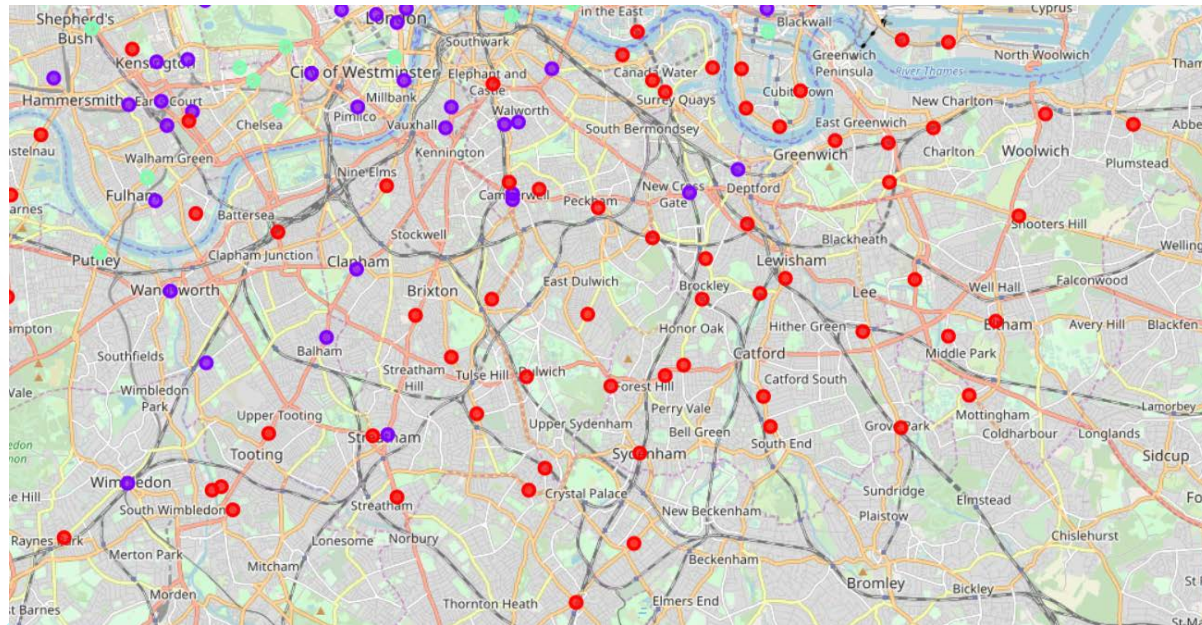 Shepherd's
Bush
London
in the East
Blackwall
Cyprus
Southwark
Kensington
City of Westminster
Elephant and
Castle
Canada Water
Greenwich
Peninsula
North Woolwich
River Thames
Hammersmith
Earl's Court
Millbank
Pimlico
Walworth
Surrey Quays
Cubitt Town
New Charlton
Chelsea
Vauxhall
South Bermondsey
East Greenwich
Walham Green
Kennington
Greenwich
Charlton
Woolwich
Plumstead
Nine Elms
Fulham
Camberwell
Peckham
New Cross
Gate
Deptford
Battersea
Stockwell
Shooters Hill
Blackheath
Putney
Clapham Junction
Clapham
Lewisham
Wandsworth
Brixton
East Dulwich
Brockley
Lee
Well Hall
Falconwood
Southfields
Balham
Honor Oak
Hither Green
Eltham
Avery Hill
Catford
Middle Park
Streatham
Hill
Tulse Hill
Dulwich
Forest Hill
Catford South
Wimbledon
Park
Upper Tooting
Upper Sydenham
Perry Vale
Mottingham
Coldharbour
Longlands
Tooting
Streatham
Bell Green
South End
Grove Park
Sydenham
Sidcup
Wimbledon
South Wimbledon
Streatham
Crystal Palace
New Beckenham
Sundridge
Elmstead
Plaistow
Raynes Park
Merton Park
Lonesome
Norbury
Mitcham
Beckenham
Chislehurst
Bromley
Bickley
Morden
Thornton Heath
Elmers End